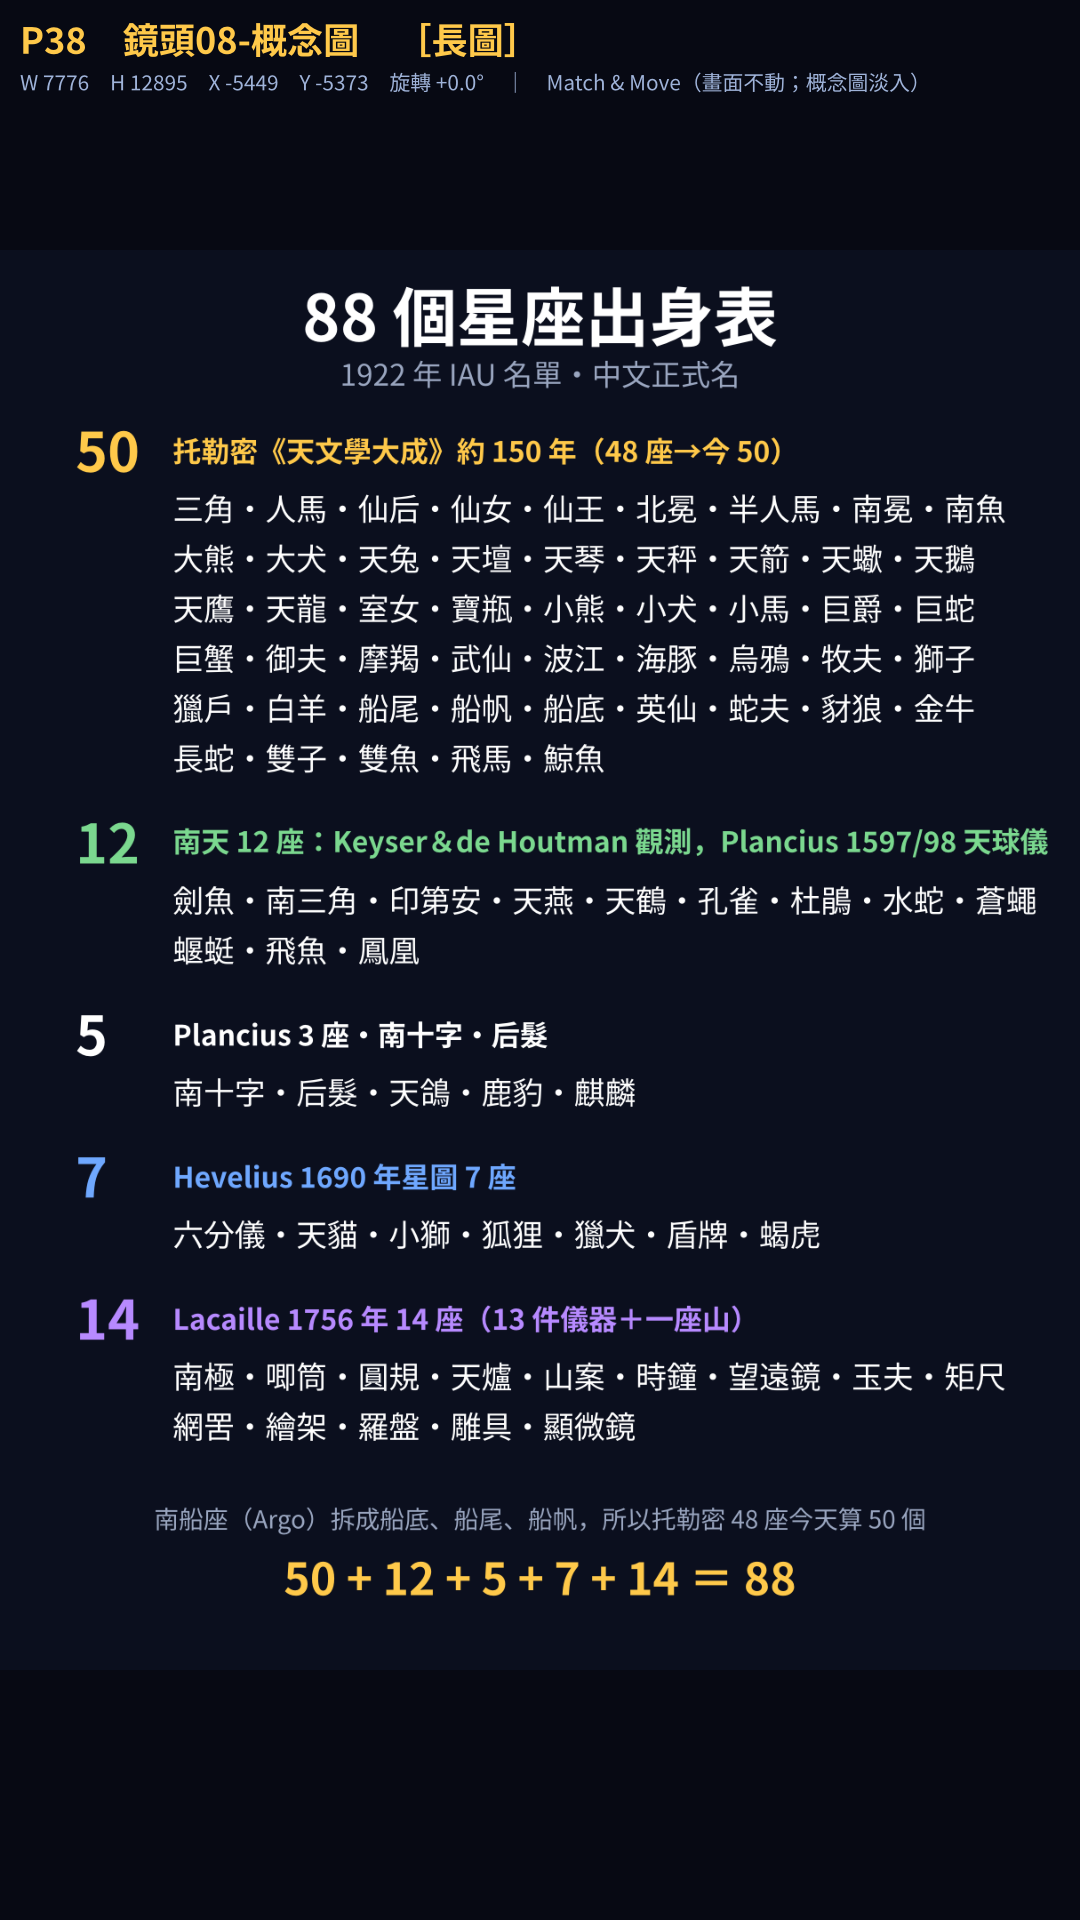 P38　鏡頭08-概念圖　［長圖］
W 7776　H 12895　X -5449　Y -5373　旋轉 +0.0°　｜　Match & Move（畫面不動；概念圖淡入）
88 個星座出身表
1922 年 IAU 名單・中文正式名
50　托勒密《天文學大成》約 150 年（48 座→今 50）
三角・人馬・仙后・仙女・仙王・北冕・半人馬・南冕・南魚
大熊・大犬・天兔・天壇・天琴・天秤・天箭・天蠍・天鵝
天鷹・天龍・室女・寶瓶・小熊・小犬・小馬・巨爵・巨蛇
巨蟹・御夫・摩羯・武仙・波江・海豚・烏鴉・牧夫・獅子
獵戶・白羊・船尾・船帆・船底・英仙・蛇夫・豺狼・金牛
長蛇・雙子・雙魚・飛馬・鯨魚
12　南天 12 座：Keyser＆de Houtman 觀測，Plancius 1597/98 天球儀
劍魚・南三角・印第安・天燕・天鶴・孔雀・杜鵑・水蛇・蒼蠅
蝘蜓・飛魚・鳳凰
5　Plancius 3 座・南十字・后髮
南十字・后髮・天鴿・鹿豹・麒麟
7　Hevelius 1690 年星圖 7 座
六分儀・天貓・小獅・狐狸・獵犬・盾牌・蝎虎
14　Lacaille 1756 年 14 座（13 件儀器＋一座山）
南極・唧筒・圓規・天爐・山案・時鐘・望遠鏡・玉夫・矩尺
網罟・繪架・羅盤・雕具・顯微鏡
南船座（Argo）拆成船底、船尾、船帆，所以托勒密 48 座今天算 50 個
50 + 12 + 5 + 7 + 14 ＝ 88